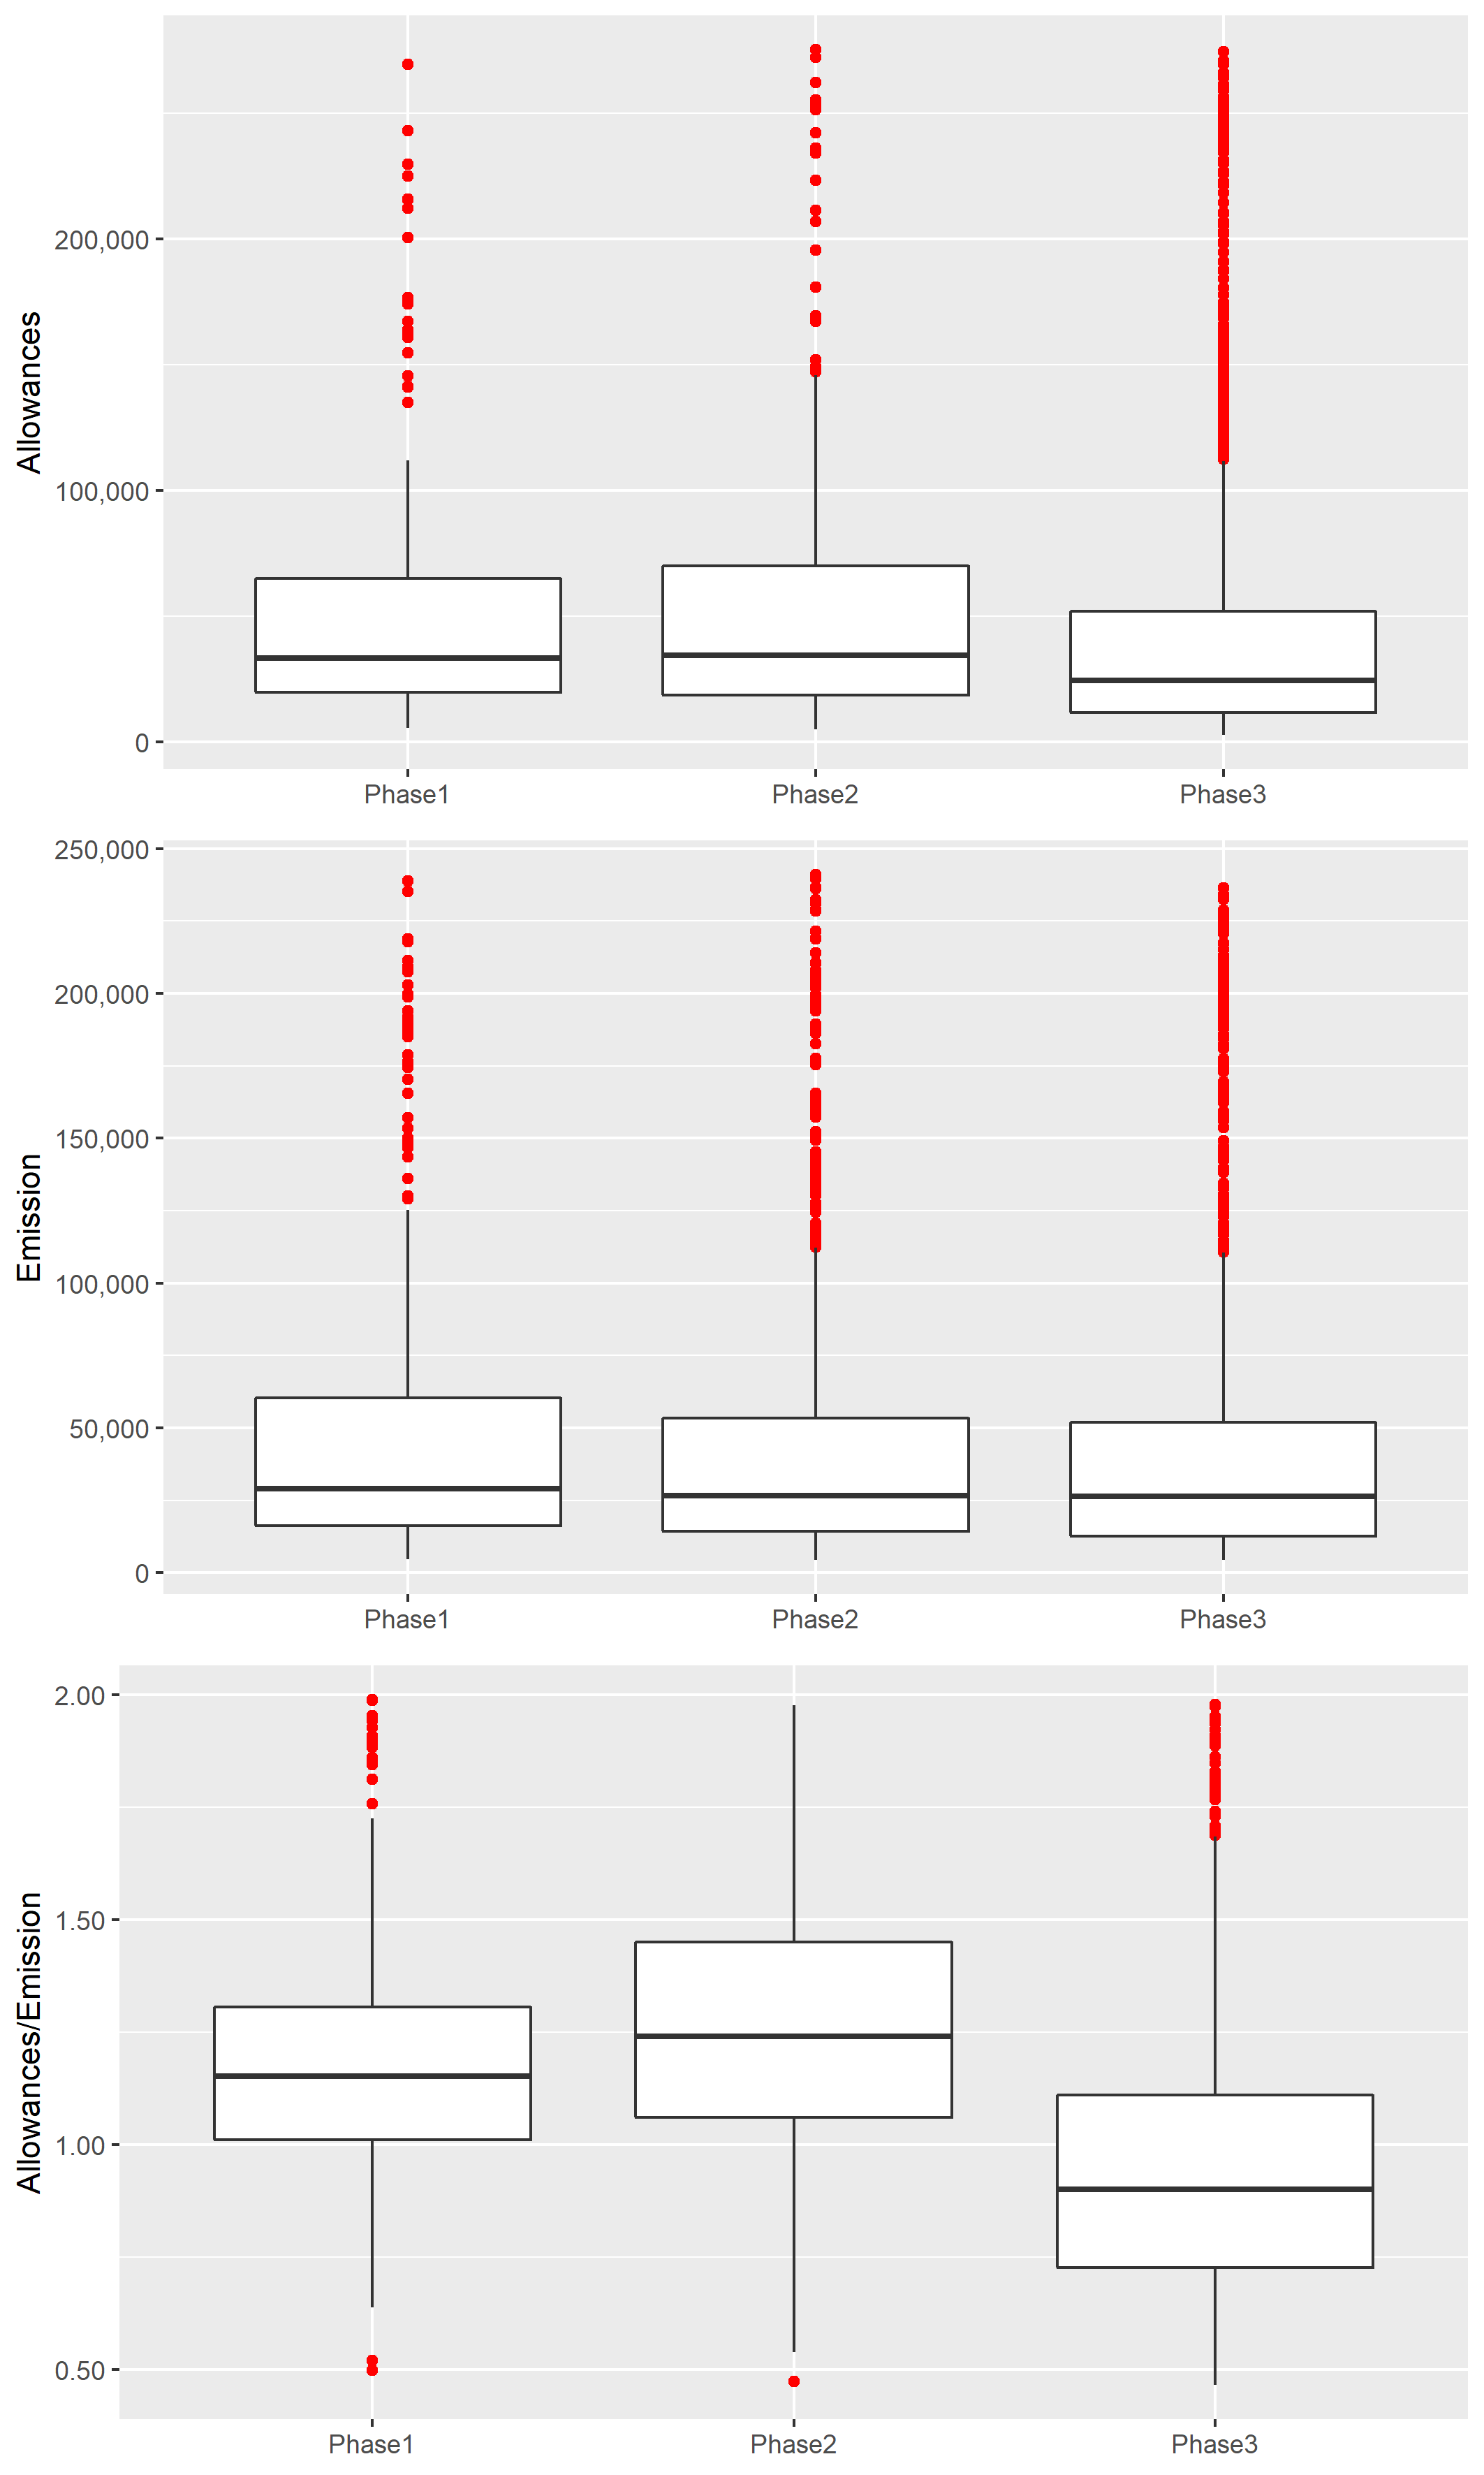 Allowances
200,000
100,000
0
Phase1 Phase2 Phase3
Emission
250,000
200,000
150,000
100,000
50,000
0
Phase1 Phase2 Phase3
Allowances/Emission
2.00
1.50
1.00
0.50
Phase1 Phase2 Phase3